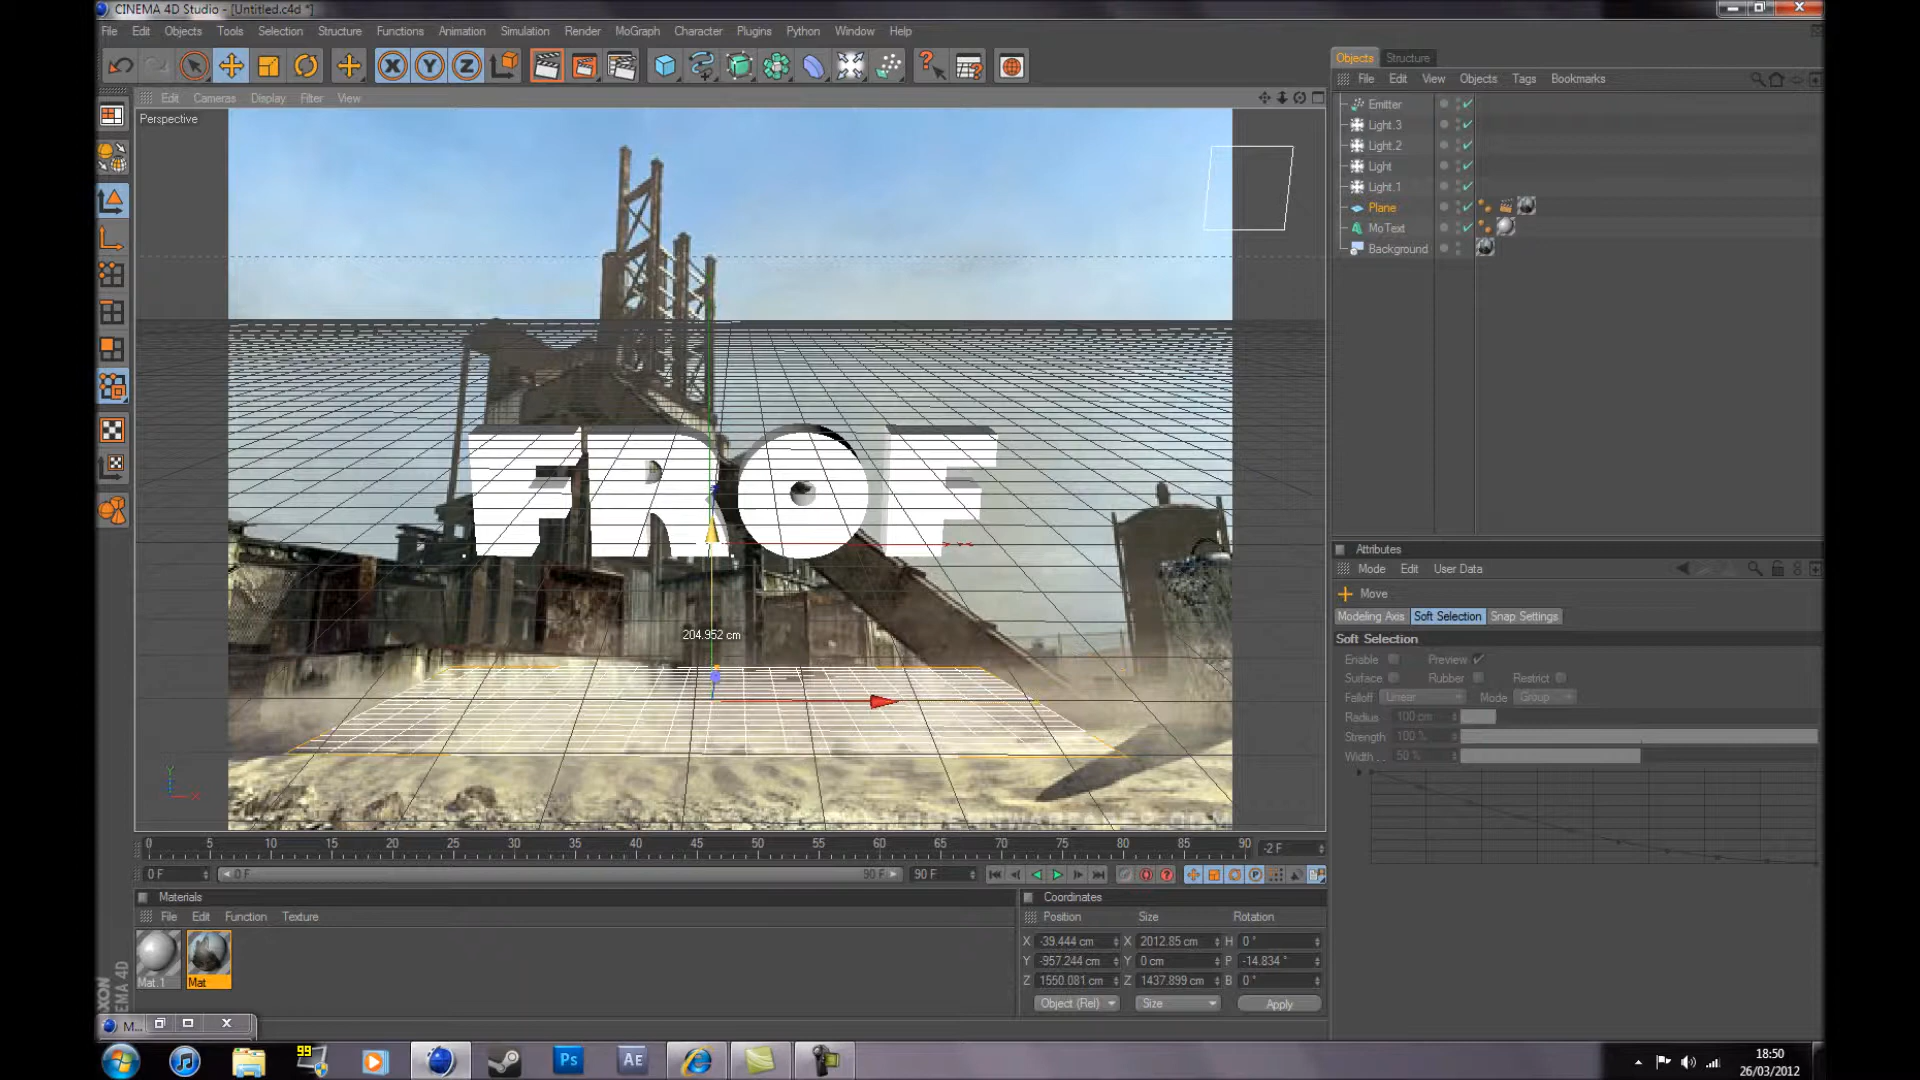 CINEMA 4D Studio - [Untitled.c4d *]
File Edit Objects Tools Selection Structure Functions Animation Simulation Render MoGraph Character Plugins Python Window Help
X Y Z
Objects Structure
File Edit View Objects Tags Bookmarks
Edit Cameras Display Filter View
Perspective
Emitter
Light.3
Light.2
Light
Light.1
Plane
MoText
Background
FROF
204.952 cm
Y
X
Attributes
Mode Edit User Data
Move
Modeling Axis Soft Selection Snap Settings
Soft Selection
Enable Preview
Surface Rubber Restrict
Falloff Linear Mode Group
Radius 100 cm
Strength 100 %
Width . . 50 %
0 5 10 15 20 25 30 35 40 45 50 55 60 65 70 75 80 85 90 -2 F
0 F 0 F 90 F 90 F
Materials
File Edit Function Texture
Mat.1 Mat
Coordinates
Position Size Rotation
X -39.444 cm X 2012.85 cm H 0 °
Y -957.244 cm Y 0 cm P -14.834 °
Z 1550.081 cm Z 1437.899 cm B 0 °
Object (Rel) Size Apply
M...
99
Ps AE
18:50
26/03/2012